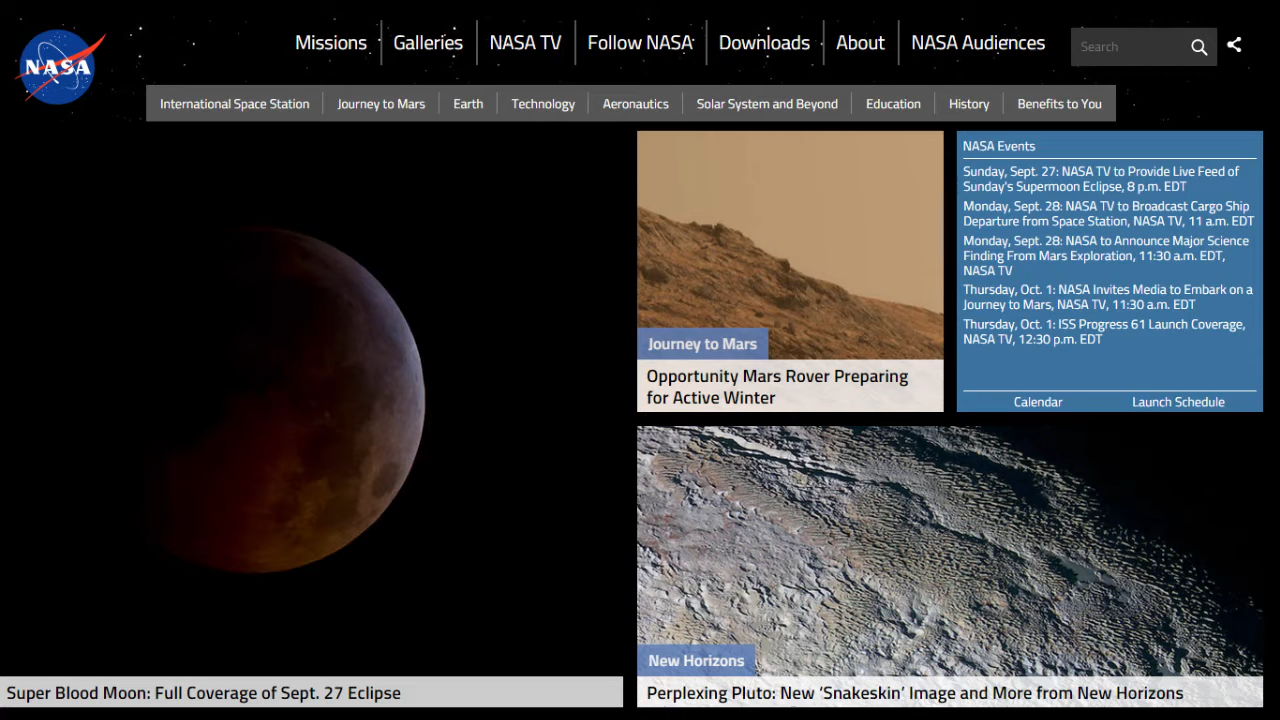 NASA
Missions
Galleries
NASA TV
Follow NASA
Downloads
About
NASA Audiences
Search
International Space Station
Journey to Mars
Earth
Technology
Aeronautics
Solar System and Beyond
Education
History
Benefits to You
Super Blood Moon: Full Coverage of Sept. 27 Eclipse
Journey to Mars
Opportunity Mars Rover Preparing
for Active Winter
NASA Events
Sunday, Sept. 27: NASA TV to Provide Live Feed of
Sunday's Supermoon Eclipse, 8 p.m. EDT
Monday, Sept. 28: NASA TV to Broadcast Cargo Ship
Departure from Space Station, NASA TV, 11 a.m. EDT
Monday, Sept. 28: NASA to Announce Major Science
Finding From Mars Exploration, 11:30 a.m. EDT,
NASA TV
Thursday, Oct. 1: NASA Invites Media to Embark on a
Journey to Mars, NASA TV, 11:30 a.m. EDT
Thursday, Oct. 1: ISS Progress 61 Launch Coverage,
NASA TV, 12:30 p.m. EDT
Calendar
Launch Schedule
New Horizons
Perplexing Pluto: New ‘Snakeskin’ Image and More from New Horizons